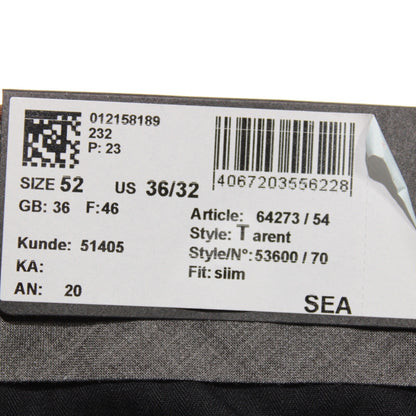 012158189
232
P: 23
4067203556228
SIZE 52 US 36/32
GB: 36 F:46
Article: 64273 / 54
Style: Tarent
Style/N°:53600 / 70
Fit: slim
Kunde: 51405
KA:
AN: 20
SEA